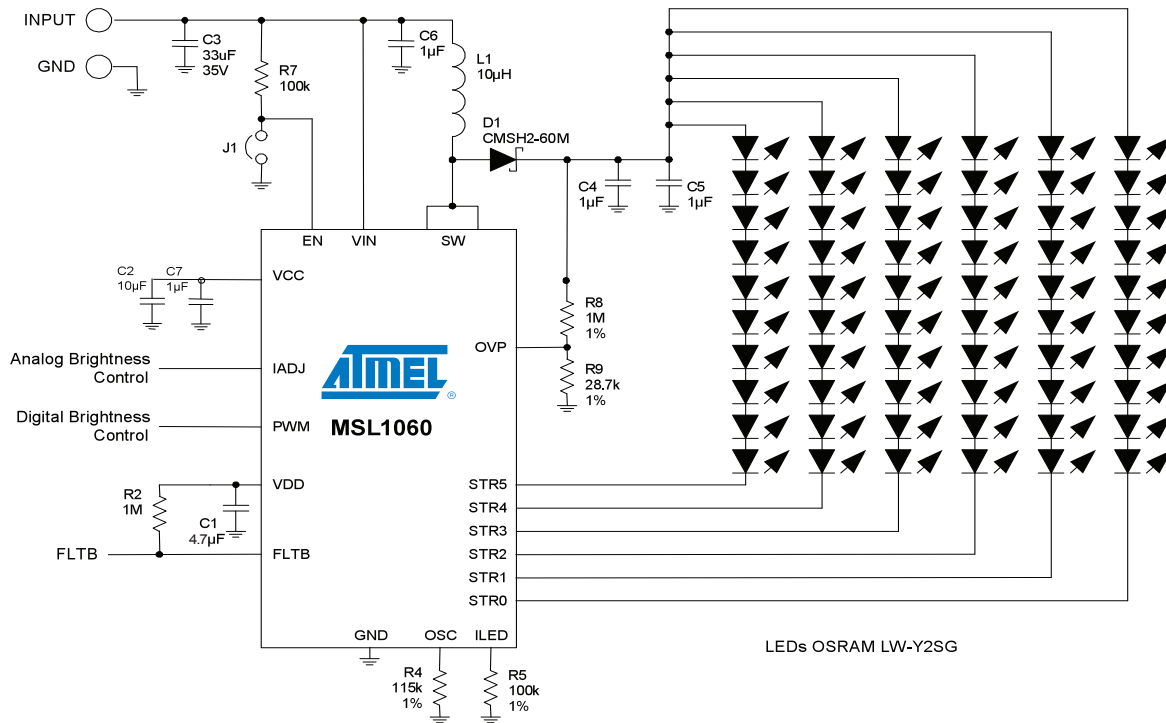 INPUT
GND
C3
33uF
35V
R7
100k
J1
C6
1µF
L1
10µH
D1
CMSH2-60M
C4
1µF
C5
1µF
EN
VIN
SW
C2
10µF
C7
1µF
VCC
R8
1M
1%
OVP
R9
28.7k
1%
Analog Brightness
Control
IADJ
ATMEL
®
MSL1060
Digital Brightness
Control
PWM
VDD
R2
1M
C1
4.7µF
FLTB
FLTB
STR5
STR4
STR3
STR2
STR1
STR0
GND
OSC
ILED
R4
115k
1%
R5
100k
1%
LEDs OSRAM LW-Y2SG